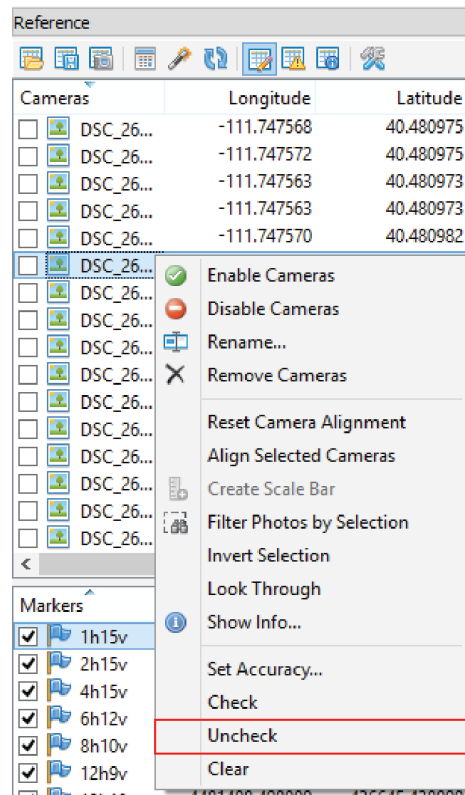 Reference
Cameras Longitude Latitude
DSC_26... -111.747568 40.480975
DSC_26... -111.747572 40.480975
DSC_26... -111.747563 40.480973
DSC_26... -111.747563 40.480973
DSC_26... -111.747570 40.480982
DSC_26...
DSC_26...
DSC_26...
DSC_26...
DSC_26...
DSC_26...
DSC_26...
DSC_26...
DSC_26...
DSC_26...
DSC_26...
Enable Cameras
Disable Cameras
Rename...
Remove Cameras
Reset Camera Alignment
Align Selected Cameras
Create Scale Bar
Filter Photos by Selection
Invert Selection
Look Through
Show Info...
Set Accuracy...
Check
Uncheck
Clear
Markers
1h15v
2h15v
4h15v
6h12v
8h10v
12h9v